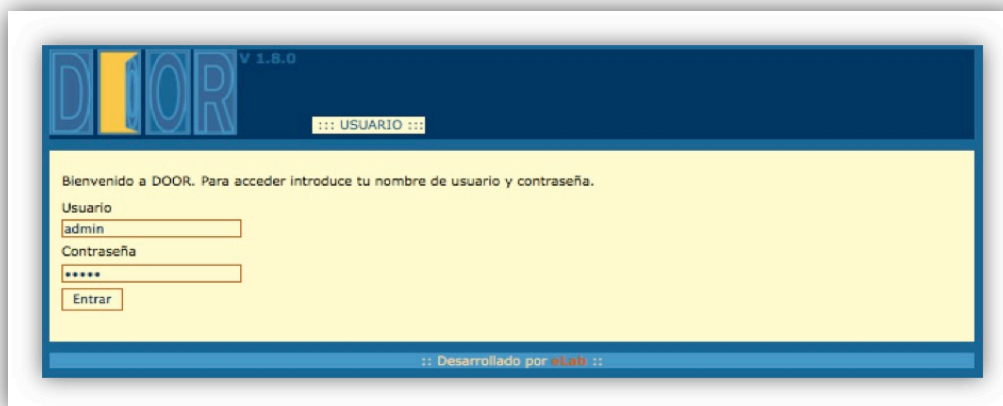 DOOR V 1.8.0
::: USUARIO :::
Bienvenido a DOOR. Para acceder introduce tu nombre de usuario y contraseña.
Usuario
admin
Contraseña
•••••
Entrar
:: Desarrollado por eLab ::